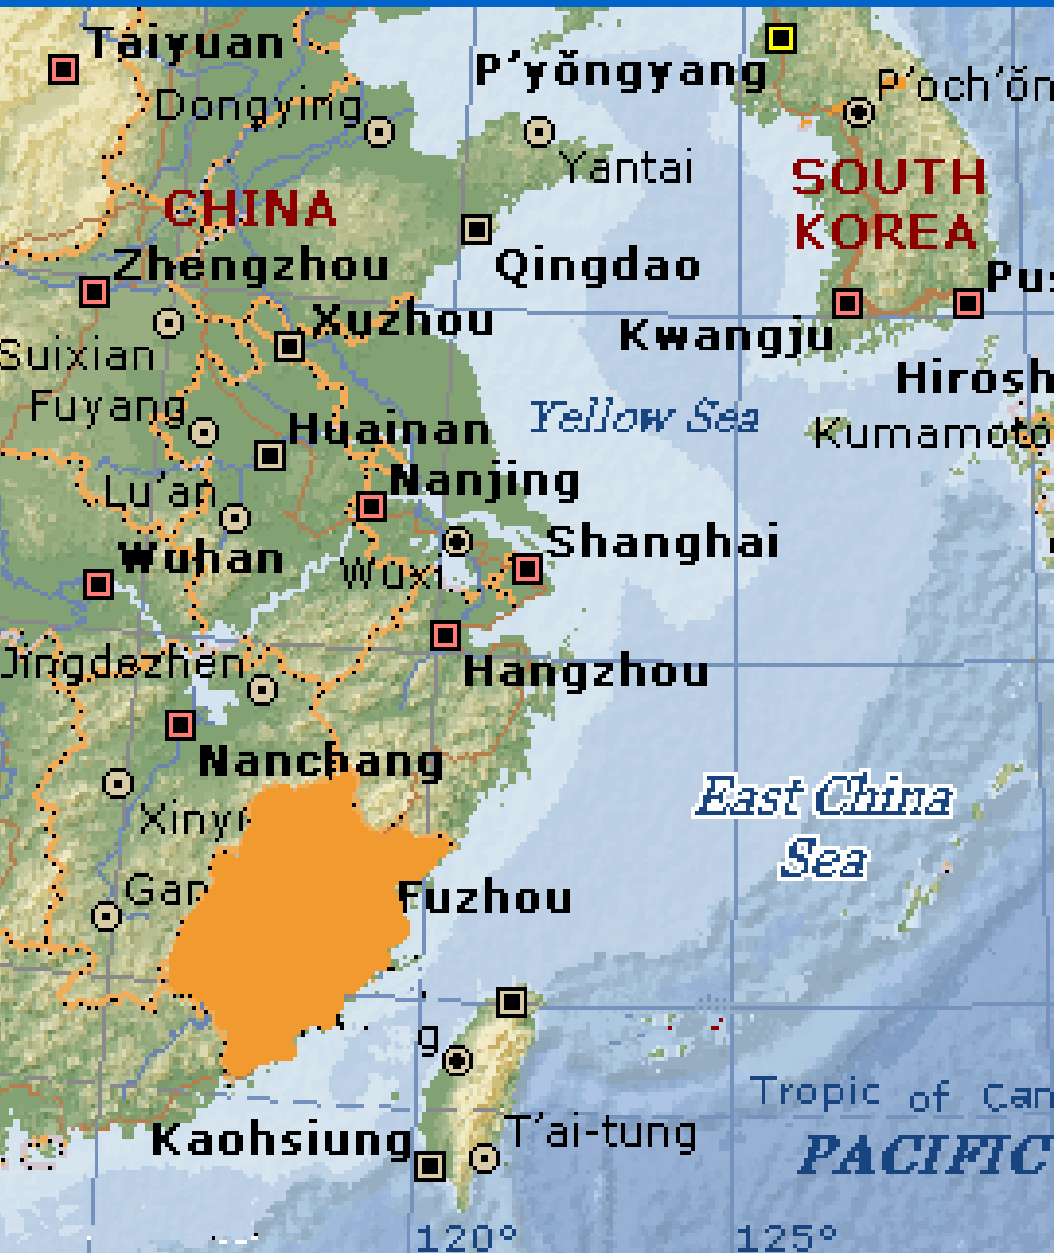 Taiyuan
P'yŏngyang
P'och'ŏn
Dongying
Yantai
SOUTH
KOREA
CHINA
Zhengzhou
Qingdao
Xuzhou
Kwangju
Suixian
Fuyang
Yellow Sea
Kumamoto
Huainan
Nanjing
Lu'an
Shanghai
Wuhan
Wuxi
Jingdezhen
Hangzhou
Nanchang
East China
Sea
Fuzhou
Tropic of
Kaohsiung
T'ai-tung
PACIFIC
120° 125°